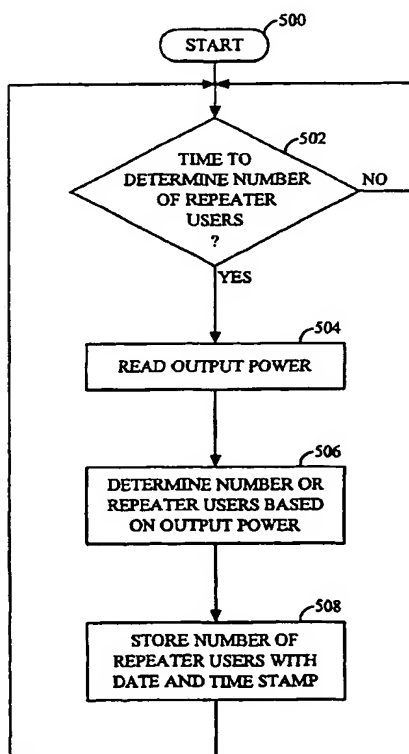 500
START
502
TIME TO
DETERMINE NUMBER
OF REPEATER
USERS
?
NO
YES
504
READ OUTPUT POWER
506
DETERMINE NUMBER OR
REPEATER USERS BASED
ON OUTPUT POWER
508
STORE NUMBER OF
REPEATER USERS WITH
DATE AND TIME STAMP